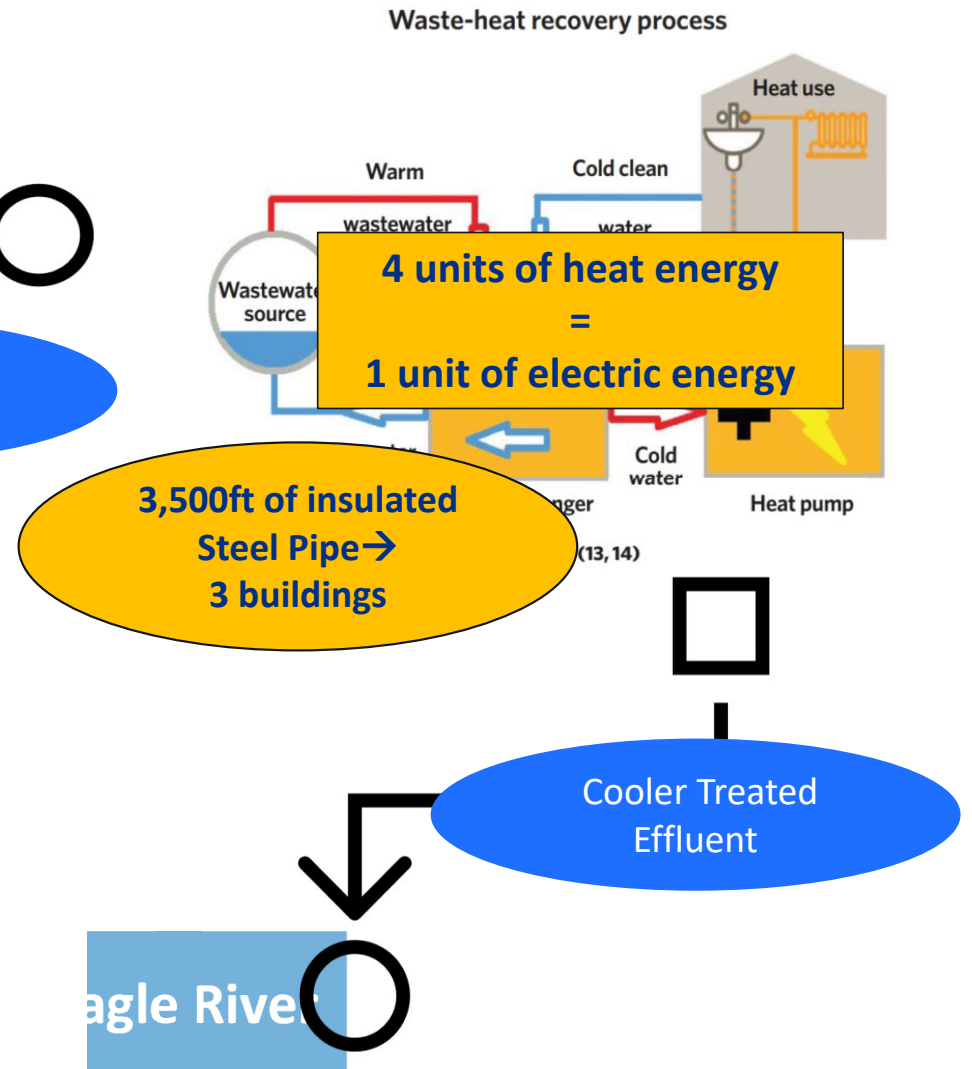 Waste-heat recovery process
Heat use
Warm
Cold clean
wastewater
water
4 units of heat energy
=
1 unit of electric energy
Wastewate
source
Cold
water
3,500ft of insulated
Steel Pipe→
3 buildings
nger
Heat pump
(13, 14)
Cooler Treated
Effluent
agle River